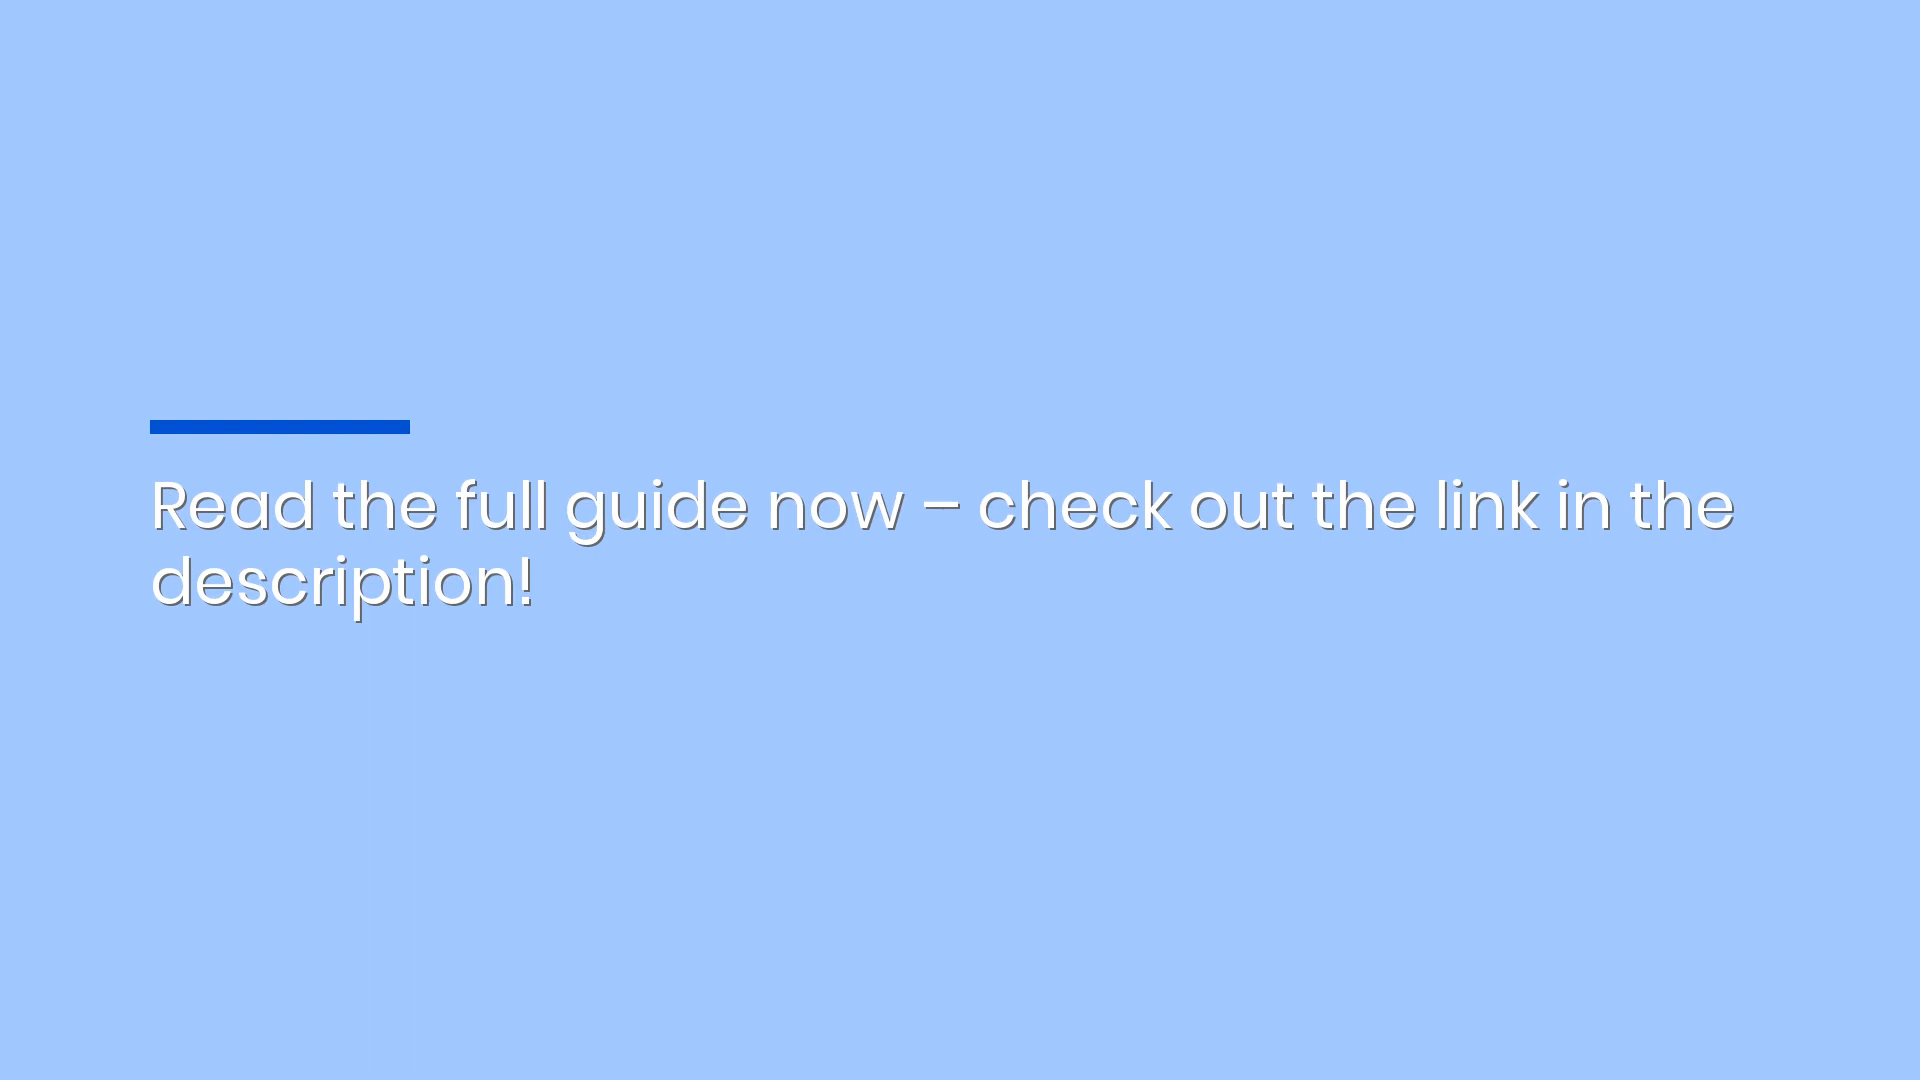 Read the full guide now – check out the link in the
description!